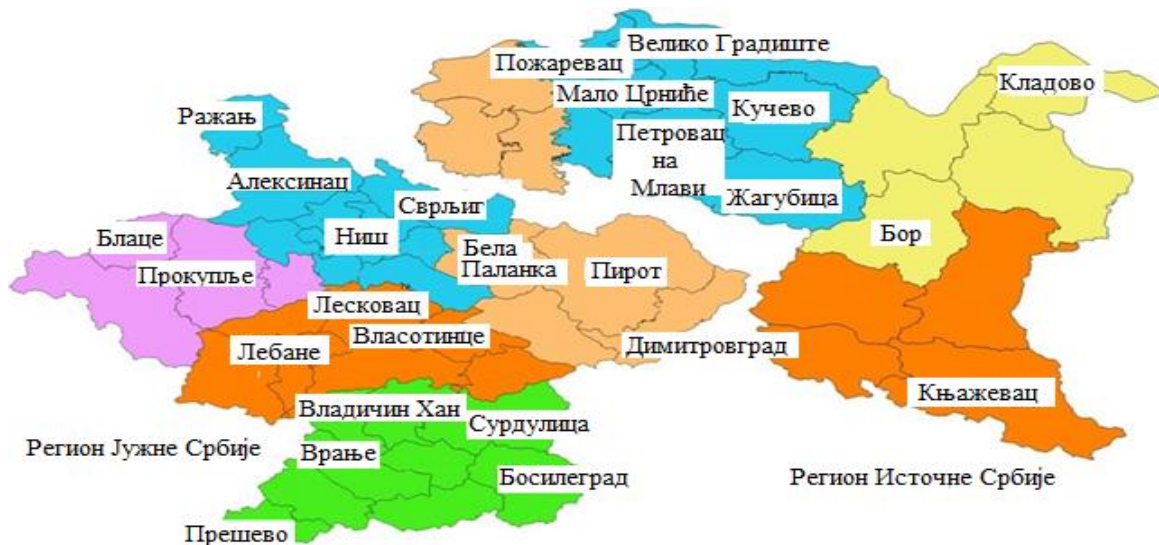 Велико Градиште
Пожаревац
Кладово
Мало Црниће
Кучево
Ражањ
Петровац
на
Млави
Алексинац
Жагубица
Сврљиг
Блаце
Ниш
Бела
Паланка
Бор
Пирот
Прокупље
Лесковац
Власотинце
Лебане
Димитровград
Књажевац
Владичин Хан
Сурдулица
Регион Јужне Србије
Врање
Босилеград
Регион Источне Србије
Прешево